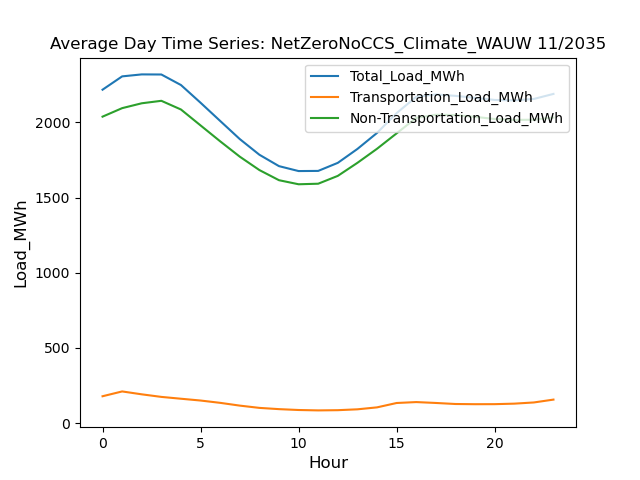 Average Day Time Series: NetZeroNoCCS_Climate_WAUW 11/2035
Total_Load_MWh
Transportation_Load_MWh
Non-Transportation_Load_MWh
Load_MWh
2000
1500
1000
500
0
0 5 10 15 20
Hour